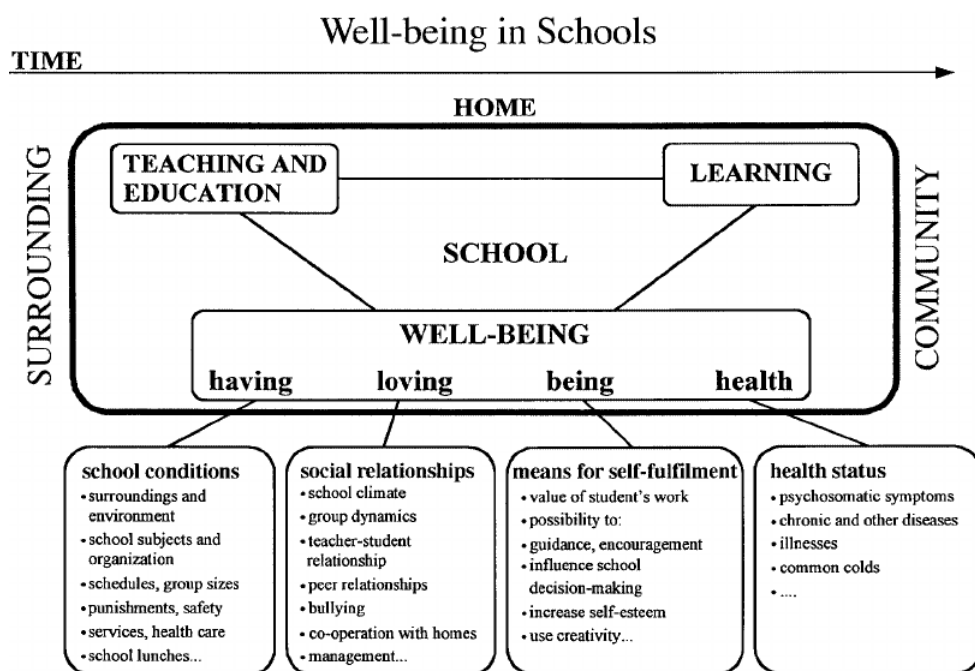 Well-being in Schools
TIME
HOME
SURROUNDING
TEACHING AND
EDUCATION
LEARNING
COMMUNITY
SCHOOL
WELL-BEING
having loving being health
school conditions
• surroundings and
environment
• school subjects and
organization
• schedules, group sizes
• punishments, safety
• services, health care
• school lunches...
social relationships
• school climate
• group dynamics
• teacher-student
relationship
• peer relationships
• bullying
• co-operation with homes
• management...
means for self-fulfilment
• value of student's work
• possibility to:
• guidance, encouragement
• influence school
decision-making
• increase self-esteem
• use creativity...
health status
• psychosomatic symptoms
• chronic and other diseases
• illnesses
• common colds
• ....